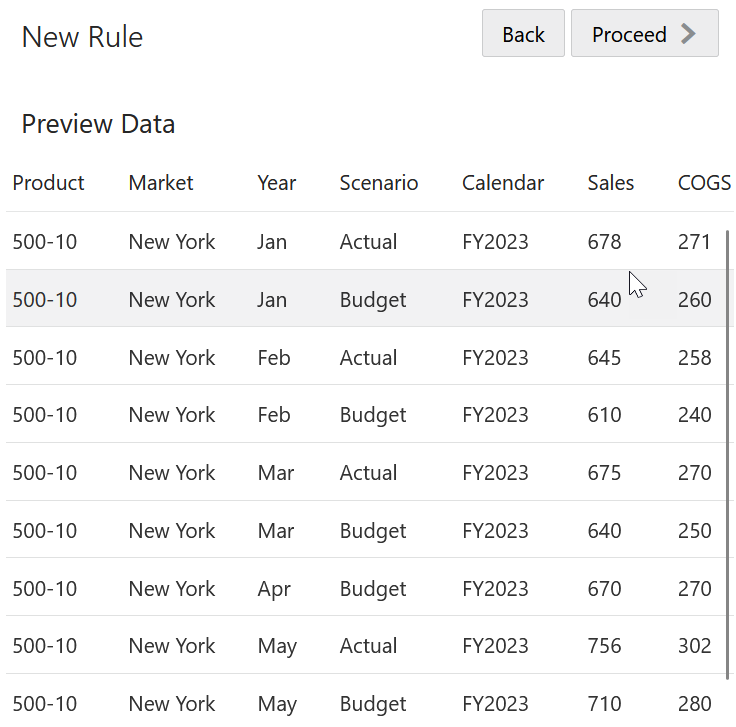 New Rule Back Proceed
Preview Data
Product Market Year Scenario Calendar Sales COGS
500-10 New York Jan Actual FY2023 678 271
500-10 New York Jan Budget FY2023 640 260
500-10 New York Feb Actual FY2023 645 258
500-10 New York Feb Budget FY2023 610 240
500-10 New York Mar Actual FY2023 675 270
500-10 New York Mar Budget FY2023 640 250
500-10 New York Apr Budget FY2023 670 270
500-10 New York May Actual FY2023 756 302
500-10 New York May Budget FY2023 710 280